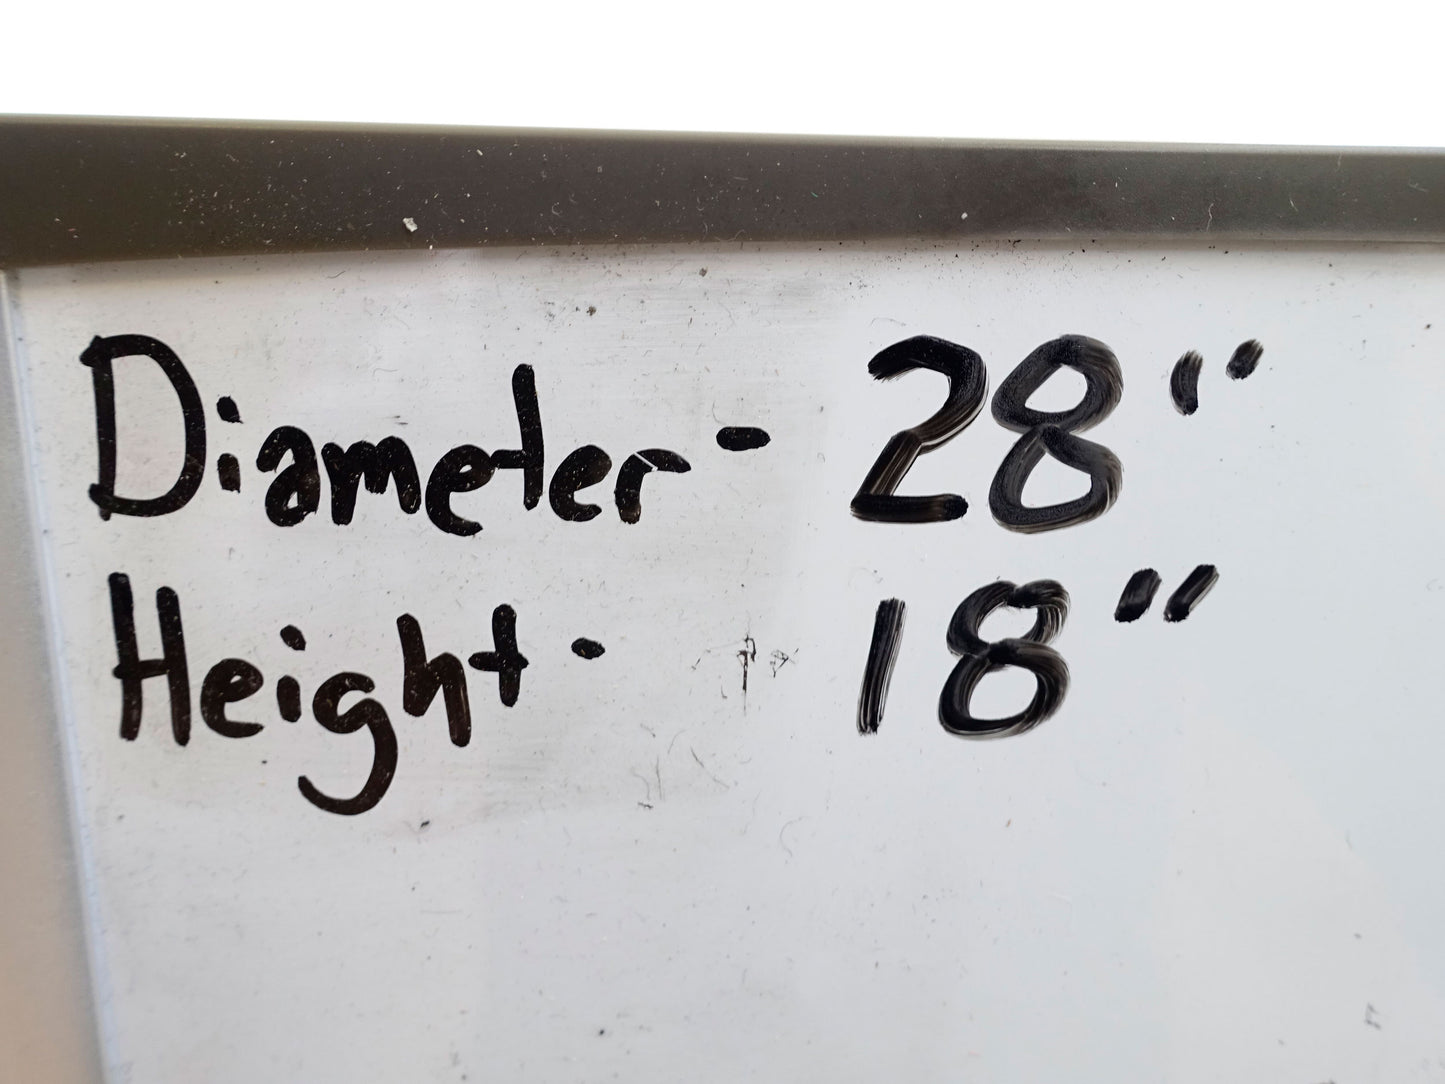 Diameter - 28"
Height - 18"